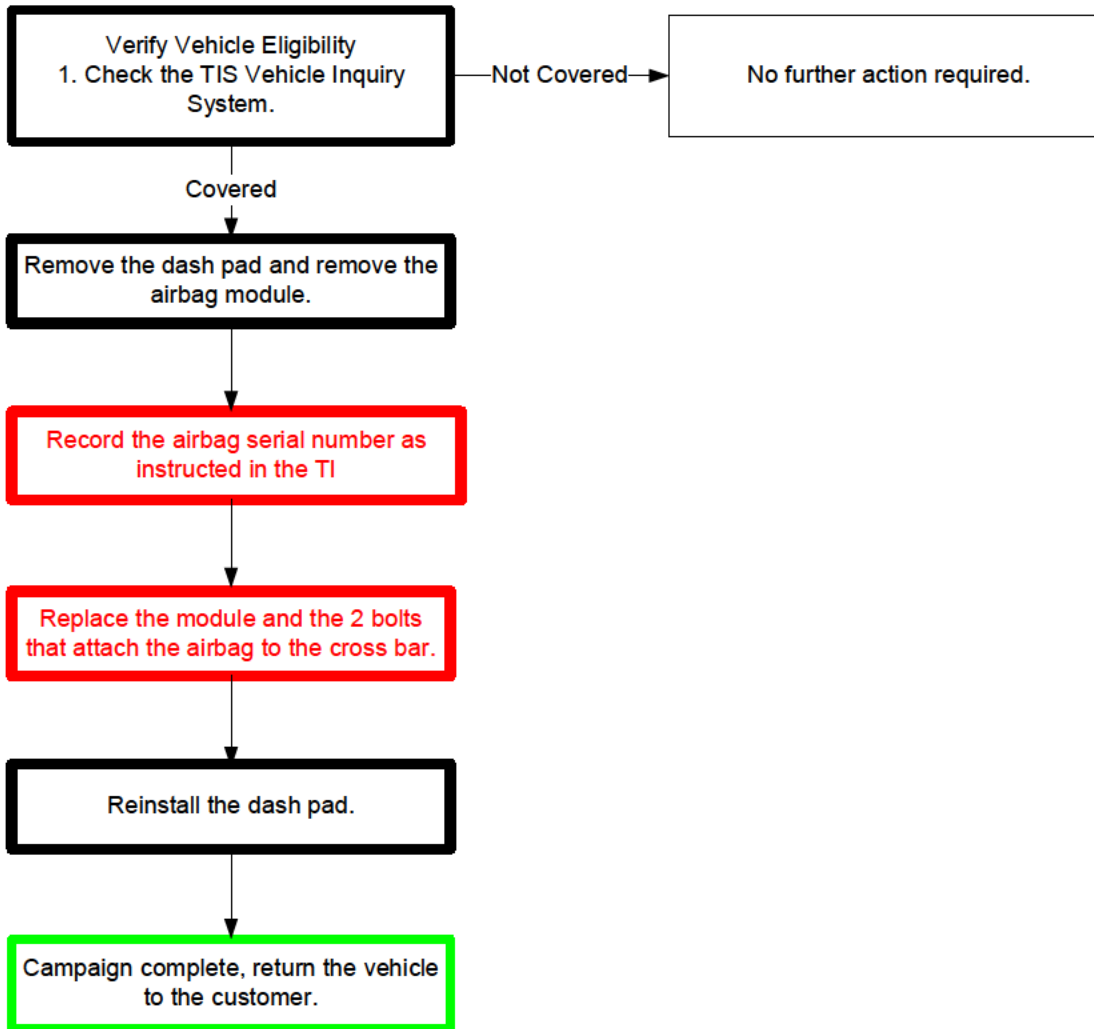 Verify Vehicle Eligibility
1. Check the TIS Vehicle Inquiry
System.
Not Covered
No further action required.
Covered
Remove the dash pad and remove the
airbag module.
Record the airbag serial number as
instructed in the TI
Replace the module and the 2 bolts
that attach the airbag to the cross bar.
Reinstall the dash pad.
Campaign complete, return the vehicle
to the customer.